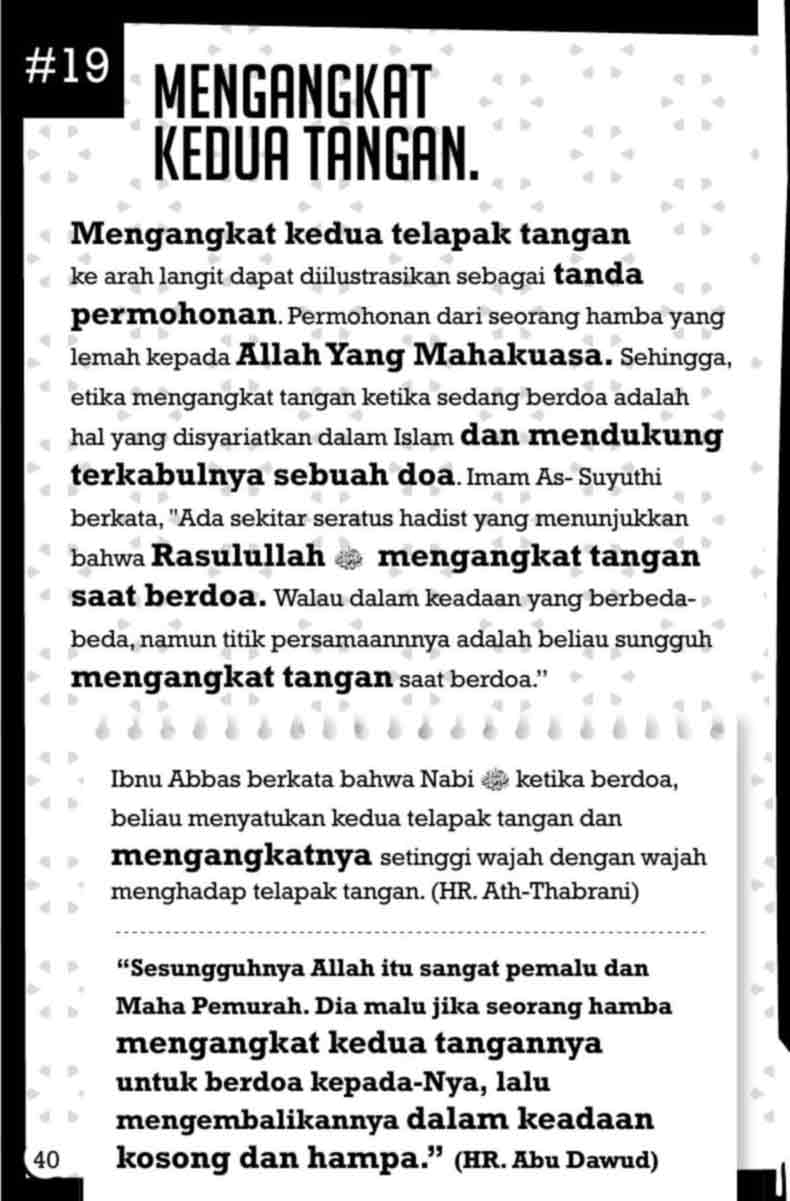 #19
MENGANGKAT
KEDUA TANGAN.
Mengangkat kedua telapak tangan
ke arah langit dapat diilustrasikan sebagai tanda
permohonan. Permohonan dari seorang hamba yang
lemah kepada Allah Yang Mahakuasa. Sehingga,
etika mengangkat tangan ketika sedang berdoa adalah
hal yang disyariatkan dalam Islam dan mendukung
terkabulnya sebuah doa. Imam As- Suyuthi
berkata, "Ada sekitar seratus hadist yang menunjukkan
bahwa Rasulullah ﷺ mengangkat tangan
saat berdoa. Walau dalam keadaan yang berbeda-
beda, namun titik persamaannnya adalah beliau sungguh
mengangkat tangan saat berdoa.”
Ibnu Abbas berkata bahwa Nabi ﷺ ketika berdoa,
beliau menyatukan kedua telapak tangan dan
mengangkatnya setinggi wajah dengan wajah
menghadap telapak tangan. (HR. Ath-Thabrani)
“Sesungguhnya Allah itu sangat pemalu dan
Maha Pemurah. Dia malu jika seorang hamba
mengangkat kedua tangannya
untuk berdoa kepada-Nya, lalu
mengembalikannya dalam keadaan
kosong dan hampa.” (HR. Abu Dawud)
40